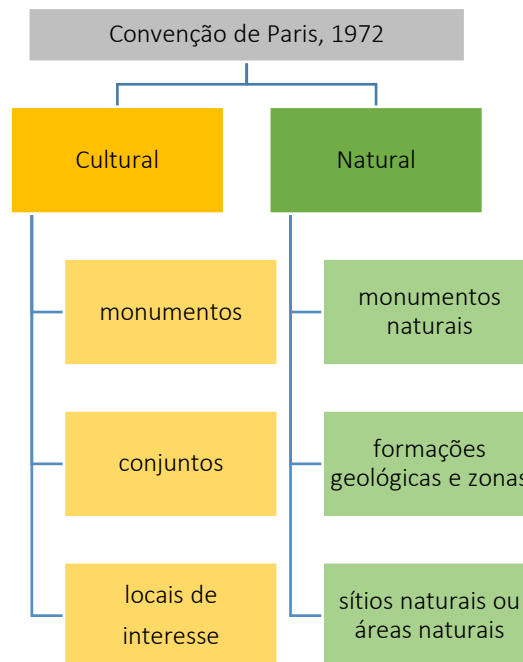 Convenção de Paris, 1972
Cultural
Natural
monumentos
conjuntos
locais de
interesse
monumentos
naturais
formações
geológicas e zonas
sítios naturais ou
áreas naturais